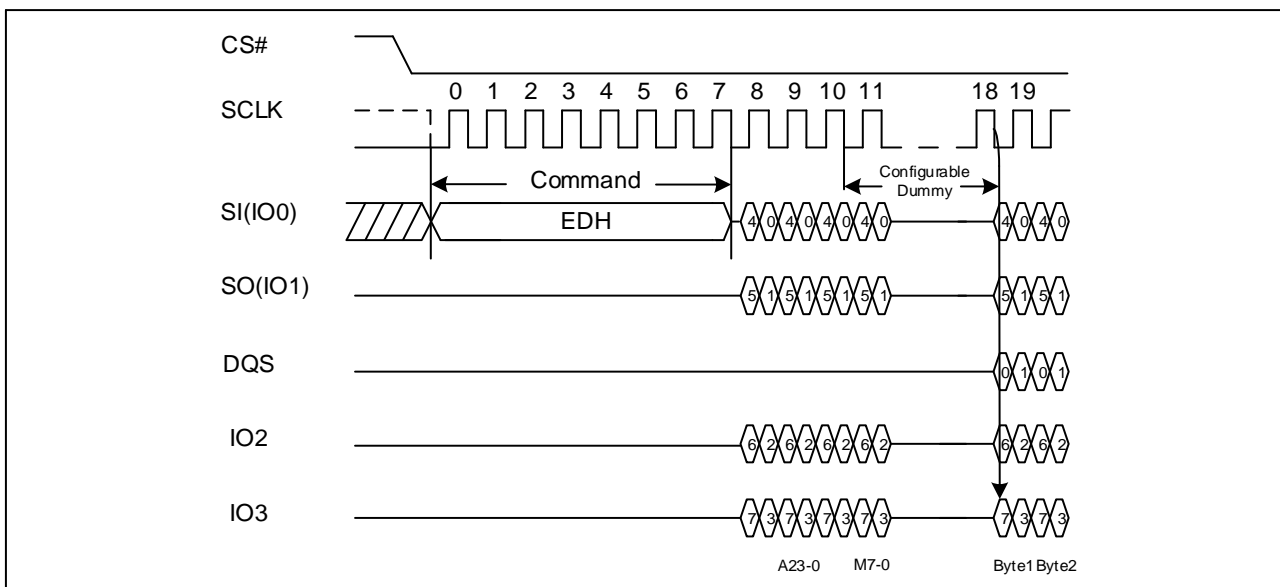 CS#
0 1 2 3 4 5 6 7 8 9 10 11 18 19
SCLK
Command
Configurable
Dummy
SI(IO0)
EDH
4 0 4 0 4 0 4 0 4 0 4 0
SO(IO1)
5 1 5 1 5 1 5 1 5 1 5 1
DQS
0 1 0 1
IO2
6 2 6 2 6 2 6 2 6 2 6 2
IO3
7 3 7 3 7 3 7 3 7 3 7 3
A23-0 M7-0 Byte1 Byte2